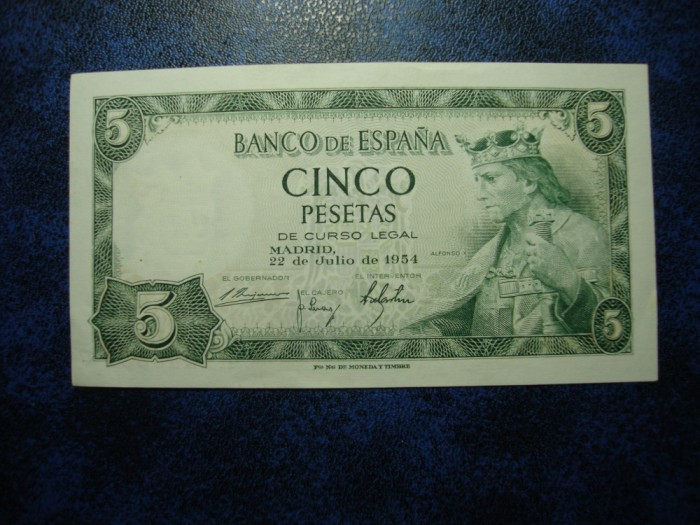 5
5
BANCO DE ESPAÑA
CINCO
PESETAS
DE CURSO LEGAL
MADRID,
22 de Julio de 1954
ALFONSO X
EL GOBERNADOR
EL INTERVENTOR
EL CAJERO
5
5